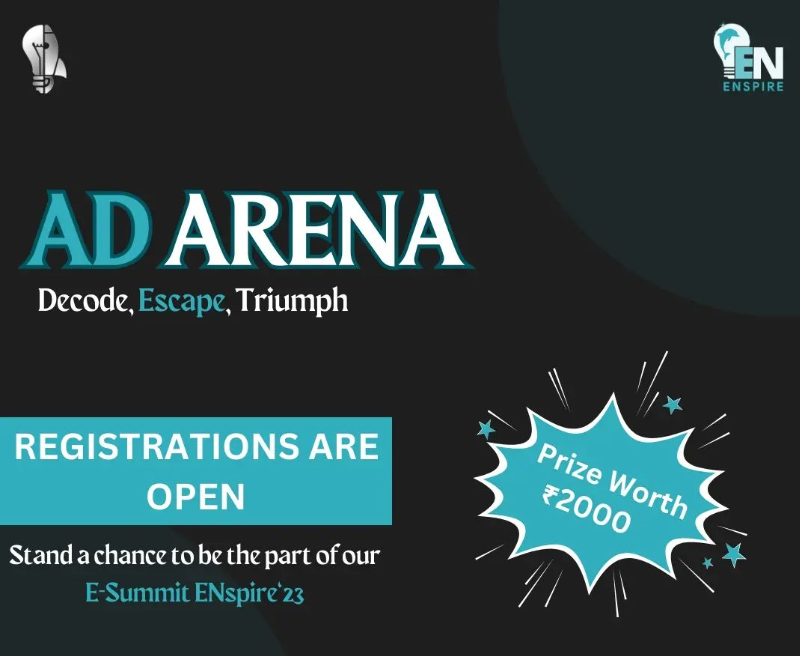 EN
ENSPIRE
AD ARENA
Decode, Escape, Triumph
REGISTRATIONS ARE
OPEN
Stand a chance to be the part of our
E-Summit ENspire‘23
Prize Worth
₹2000